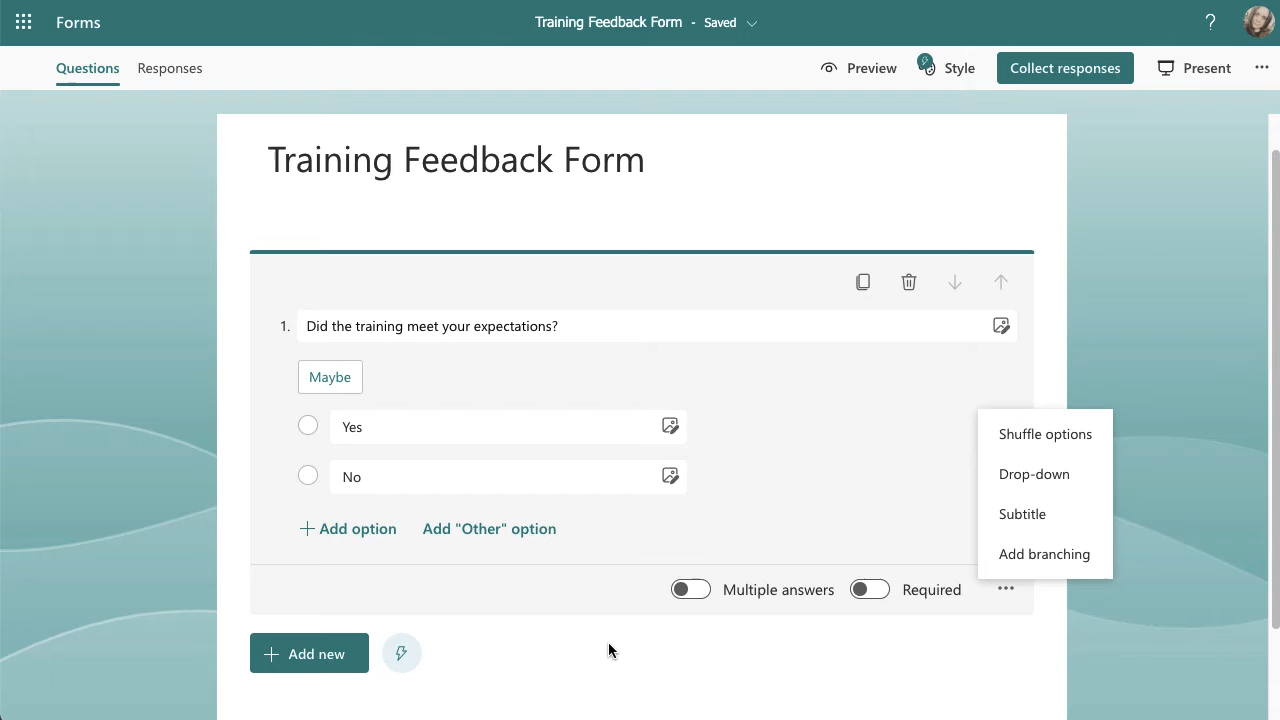 Forms
Training Feedback Form - Saved
?
Questions
Responses
Preview
Style
Collect responses
Present
Training Feedback Form
1. Did the training meet your expectations?
Maybe
Yes
No
Add option
Add "Other" option
Shuffle options
Drop-down
Subtitle
Add branching
Multiple answers
Required
Add new